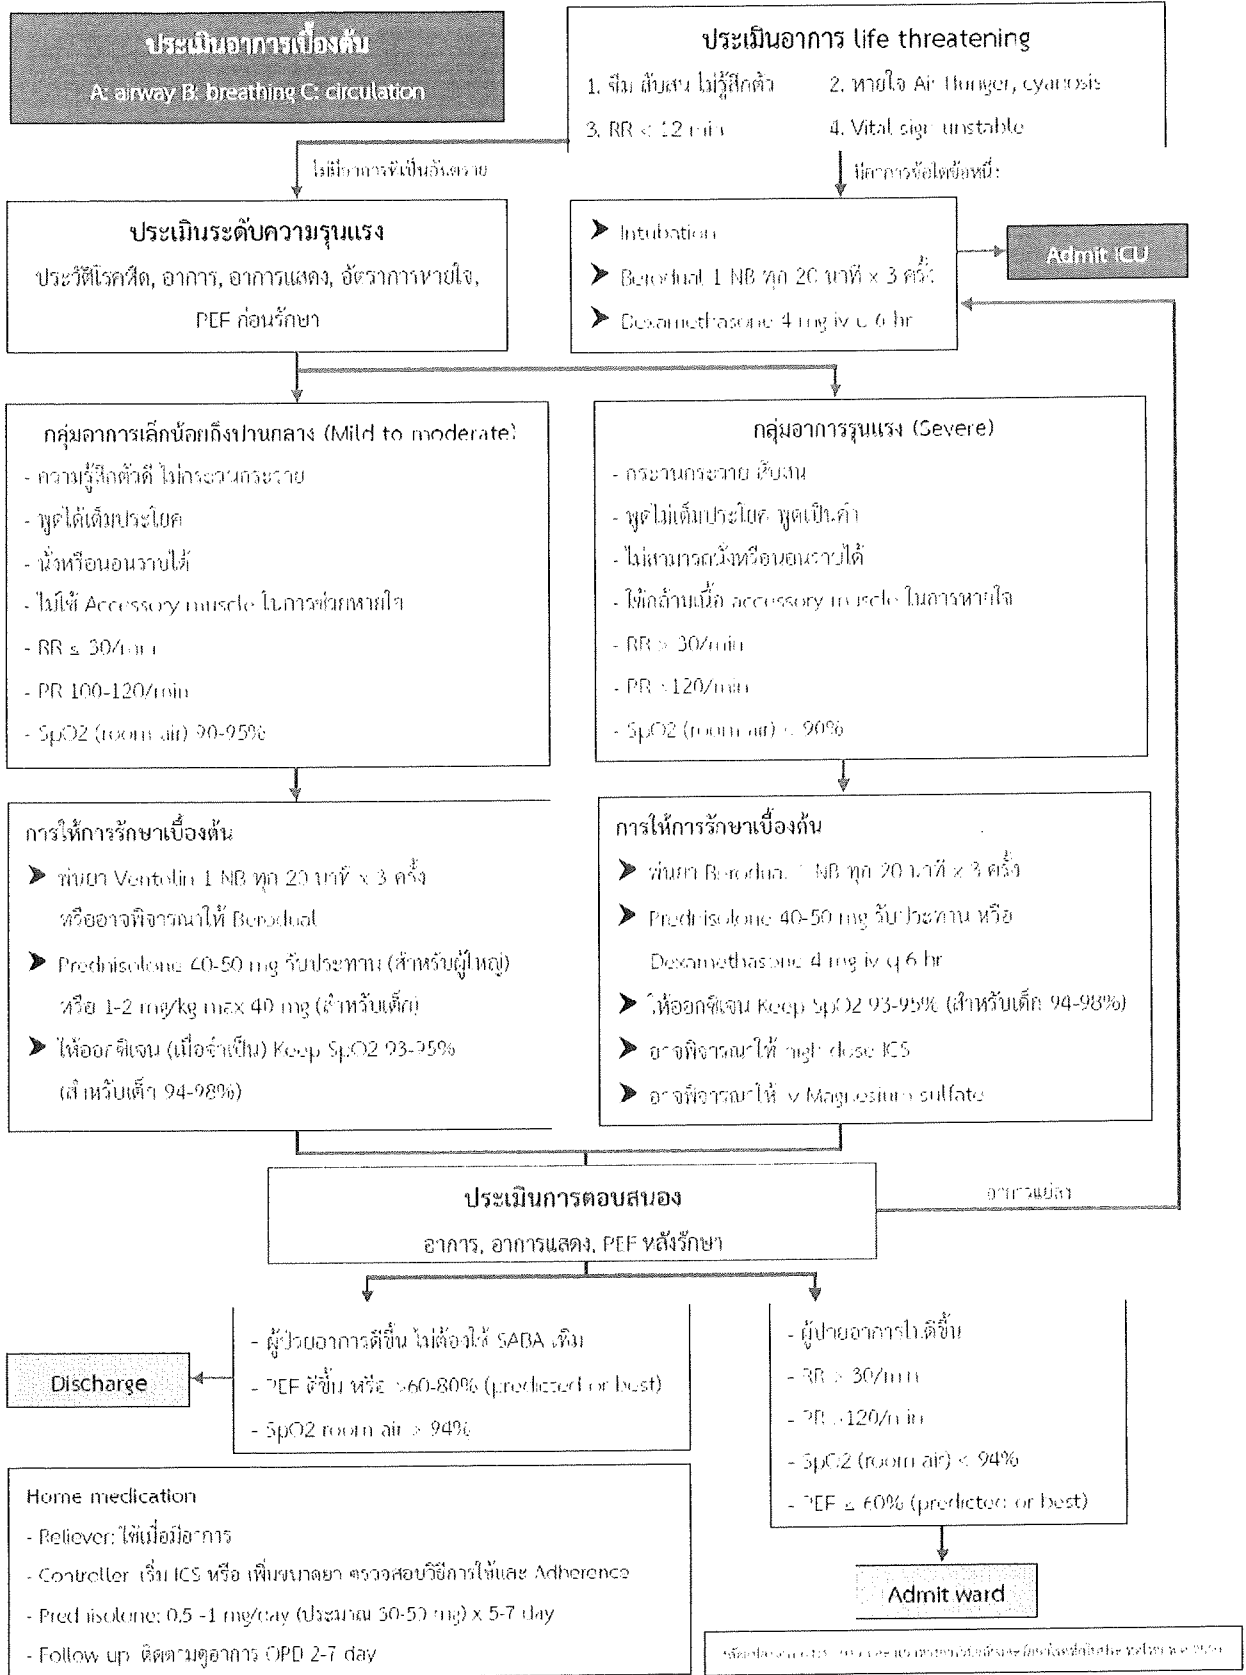 ประเมินอาการเบื้องต้น
A: airway B: breathing C: circulation
ประเมินอาการ life threatening
1. ซึม สับสน ไม่รู้สึกตัว 2. หายใจ Air Hunger, cyanosis
3. RR < 12 min 4. Vital sign unstable
ไม่มีอาการที่เป็นอันตราย
มีอาการข้อใดข้อหนึ่ง
ประเมินระดับความรุนแรง
ประวัติโรคหืด, อาการ, อาการแสดง, อัตราการหายใจ,
PEF ก่อนรักษา
➤ Intubation
➤ Berodual 1 NB ทุก 20 นาที x 3 ครั้ง
➤ Dexamethasone 4 mg iv q 6 hr
Admit ICU
กลุ่มอาการเล็กน้อยถึงปานกลาง (Mild to moderate)
- ความรู้สึกตัวดี ไม่กระวนกระวาย
- พูดได้เต็มประโยค
- นั่งหรือนอนราบได้
- ไม่ใช้ Accessory muscle ในการช่วยหายใจ
- RR ≤ 30/min
- PR 100-120/min
- SpO2 (room air) 90-95%
กลุ่มอาการรุนแรง (Severe)
- กระวนกระวาย สับสน
- พูดไม่เต็มประโยค พูดเป็นคำ
- ไม่สามารถนั่งหรือนอนราบได้
- ใช้กล้ามเนื้อ accessory muscle ในการหายใจ
- RR > 30/min
- PR >120/min
- SpO2 (room air) < 90%
การให้การรักษาเบื้องต้น
➤ พ่นยา Ventolin 1 NB ทุก 20 นาที x 3 ครั้ง
หรืออาจพิจารณาให้ Berodual
➤ Prednisolone 40-50 mg รับประทาน (สำหรับผู้ใหญ่)
หรือ 1-2 mg/kg max 40 mg (สำหรับเด็ก)
➤ ให้ออกซิเจน (เมื่อจำเป็น) Keep SpO2 93-95%
(สำหรับเด็ก 94-98%)
การให้การรักษาเบื้องต้น
➤ พ่นยา Berodual 1 NB ทุก 20 นาที x 3 ครั้ง
➤ Prednisolone 40-50 mg รับประทาน หรือ
Dexamethasone 4 mg iv q 6 hr
➤ ให้ออกซิเจน Keep SpO2 93-95% (สำหรับเด็ก 94-98%)
➤ อาจพิจารณาให้ high dose ICS
➤ อาจพิจารณาให้ iv Magnesium sulfate
ประเมินการตอบสนอง
อาการ, อาการแสดง, PEF หลังรักษา
อาการแย่ลง
- ผู้ป่วยอาการดีขึ้น ไม่ต้องให้ SABA เพิ่ม
- PEF ดีขึ้น หรือ >60-80% (predicted or best)
- SpO2 room air > 94%
Discharge
- ผู้ป่วยอาการไม่ดีขึ้น
- RR > 30/min
- PR >120/min
- SpO2 (room air) < 94%
- PEF ≤ 60% (predicted or best)
Admit ward
Home medication
- Reliever: ใช้เมื่อมีอาการ
- Controller เริ่ม ICS หรือ เพิ่มขนาดยา ตรวจสอบวิธีการใช้และ Adherence
- Prednisolone: 0.5 -1 mg/day (ประมาณ 30-50 mg) x 5-7 day
- Follow up ติดตามดูอาการ OPD 2-7 day